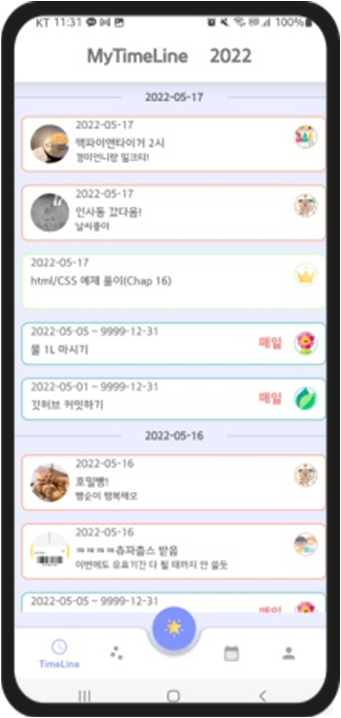 KT 11:31 100%
MyTimeLine 2022
2022-05-17
2022-05-17
맥파이앤타이거 2시
경미언니랑 밀크티!
2022-05-17
인사동 갔다옴!
날씨좋아
2022-05-17
html/CSS 예제 풀이(Chap 16)
2022-05-05 ~ 9999-12-31
물 1L 마시기
매일
2022-05-01 ~ 9999-12-31
깃허브 커밋하기
매일
2022-05-16
2022-05-16
호밀빵!
빵순이 행복해요
2022-05-16
ㅋㅋㅋㅋ츄파춥스 받음
이번에도 유효기간 다 될 때까지 안 쓸듯
2022-05-05 ~ 9999-12-31
매일
TimeLine